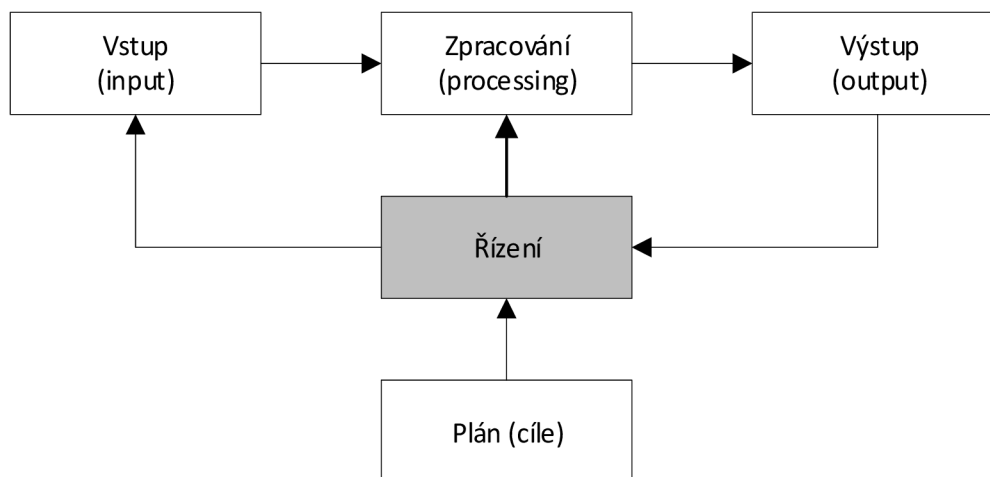 Vstup
(input)
Zpracování
(processing)
Výstup
(output)
Řízení
Plán (cíle)